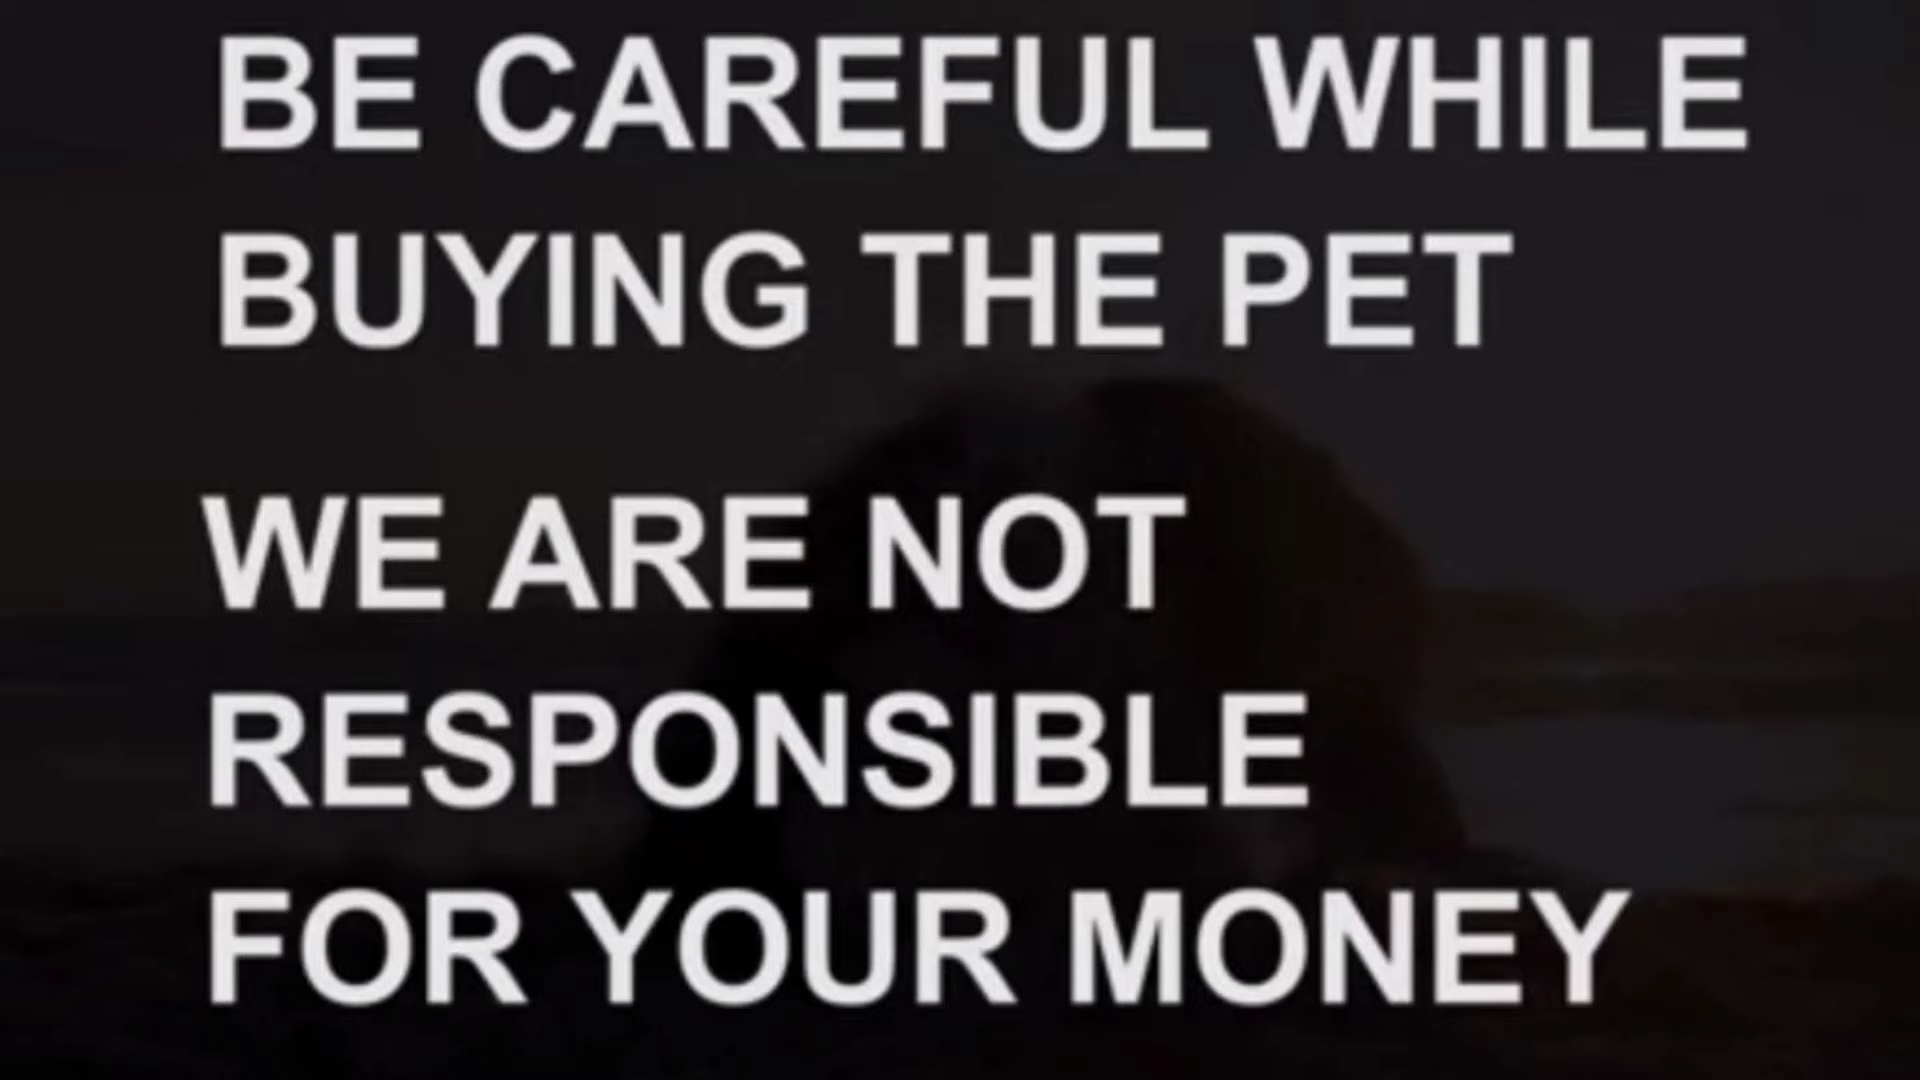 BE CAREFUL WHILE
BUYING THE PET
WE ARE NOT
RESPONSIBLE
FOR YOUR MONEY